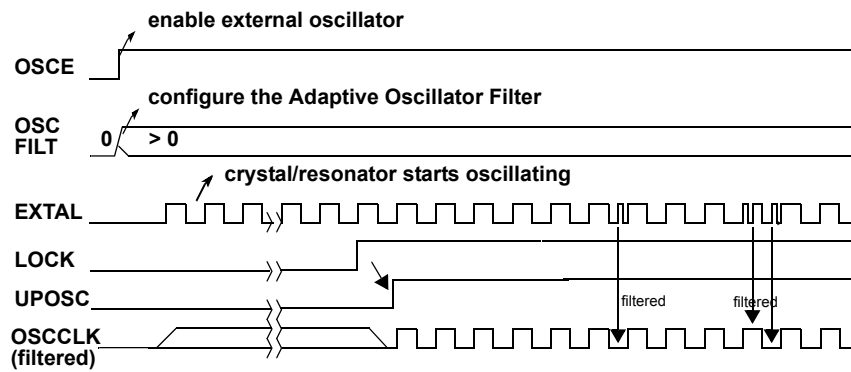 enable external oscillator
OSCE
configure the Adaptive Oscillator Filter
OSC
FILT
0 > 0
crystal/resonator starts oscillating
EXTAL
LOCK
UPOSC
filtered filtered
OSCCLK
(filtered)